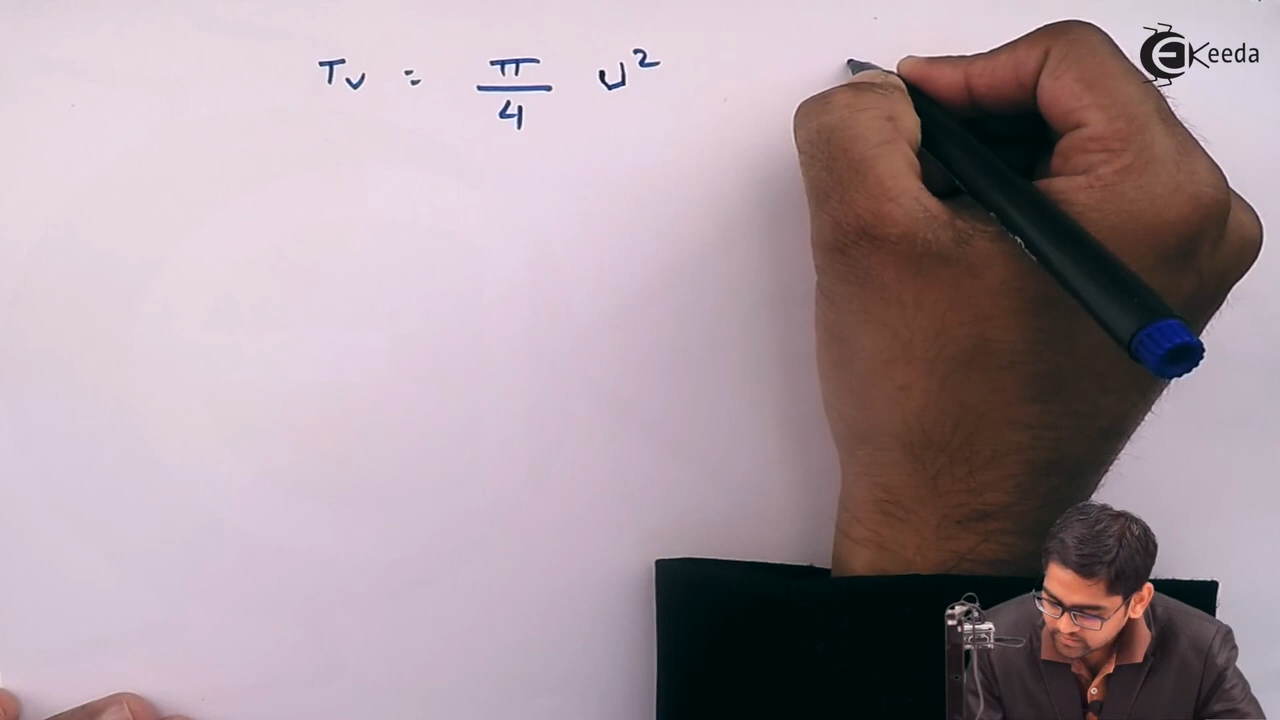 Tv = π/4 U²
EKeeda